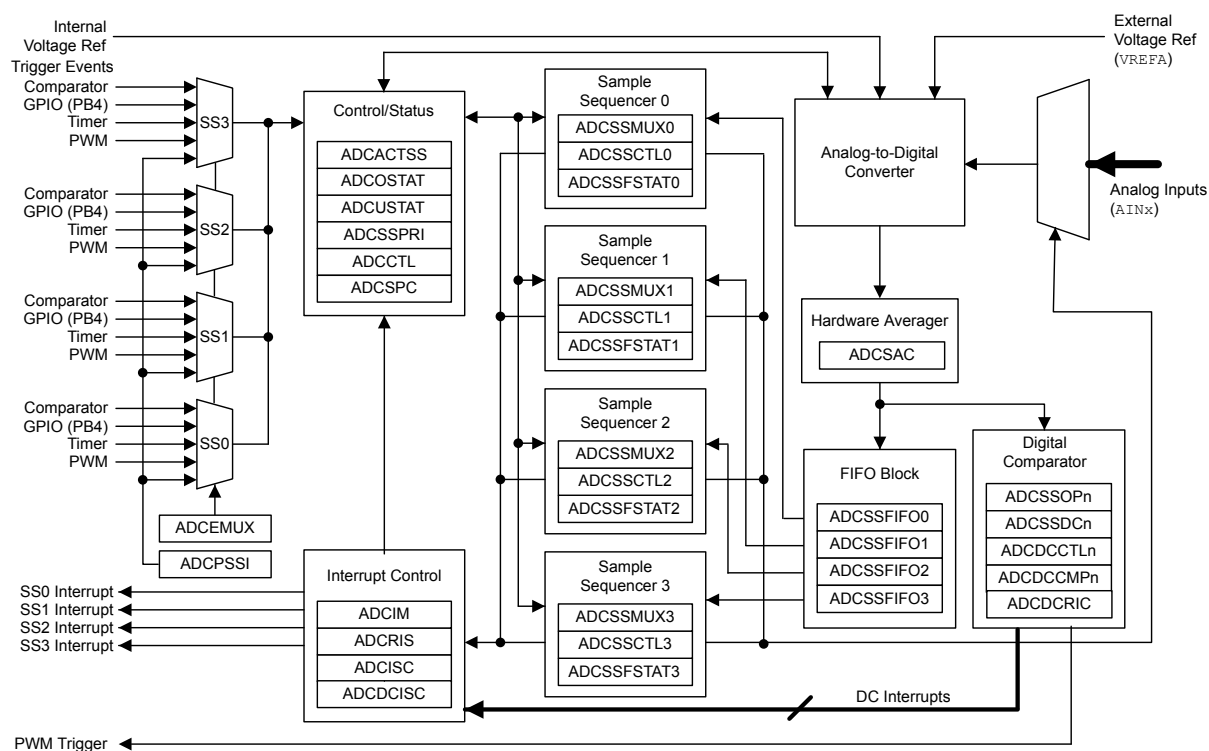 Internal
Voltage Ref
External
Voltage Ref
(VREFA)
Trigger Events
Comparator
GPIO (PB4)
Timer
PWM
SS3
Comparator
GPIO (PB4)
Timer
PWM
SS2
Comparator
GPIO (PB4)
Timer
PWM
SS1
Comparator
GPIO (PB4)
Timer
PWM
SS0
ADCEMUX
ADCPSSI
Control/Status
ADCACTSS
ADCOSTAT
ADCUSTAT
ADCSSPRI
ADCCTL
ADCSPC
Interrupt Control
ADCIM
ADCRIS
ADCISC
ADCDCISC
SS0 Interrupt
SS1 Interrupt
SS2 Interrupt
SS3 Interrupt
Sample
Sequencer 0
ADCSSMUX0
ADCSSCTL0
ADCSSFSTAT0
Sample
Sequencer 1
ADCSSMUX1
ADCSSCTL1
ADCSSFSTAT1
Sample
Sequencer 2
ADCSSMUX2
ADCSSCTL2
ADCSSFSTAT2
Sample
Sequencer 3
ADCSSMUX3
ADCSSCTL3
ADCSSFSTAT3
Analog-to-Digital
Converter
Analog Inputs
(AINx)
Hardware Averager
ADCSAC
FIFO Block
ADCSSFIFO0
ADCSSFIFO1
ADCSSFIFO2
ADCSSFIFO3
Digital
Comparator
ADCSSOPn
ADCSSDCn
ADCDCCTLn
ADCDCCMPn
ADCDCRIC
DC Interrupts
PWM Trigger